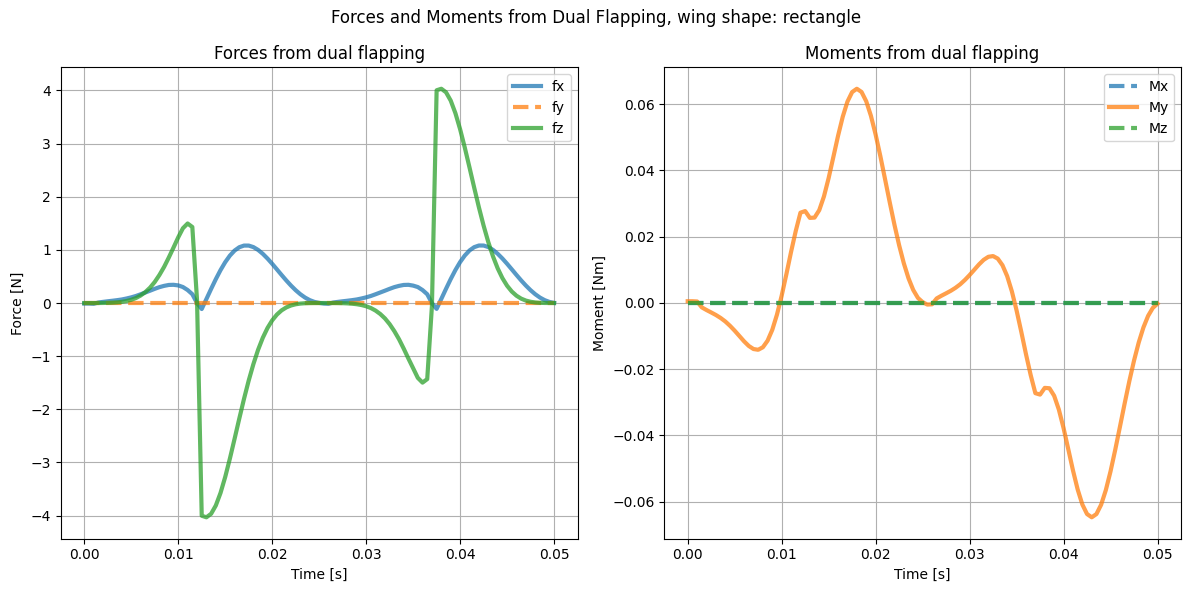 Forces and Moments from Dual Flapping, wing shape: rectangle
Forces from dual flapping
Force [N]
4
3
2
1
0
−1
−2
−3
−4
fx
fy
fz
0.00 0.01 0.02 0.03 0.04 0.05
Time [s]
Moments from dual flapping
Moment [Nm]
0.06
0.04
0.02
0.00
−0.02
−0.04
−0.06
Mx
My
Mz
0.00 0.01 0.02 0.03 0.04 0.05
Time [s]